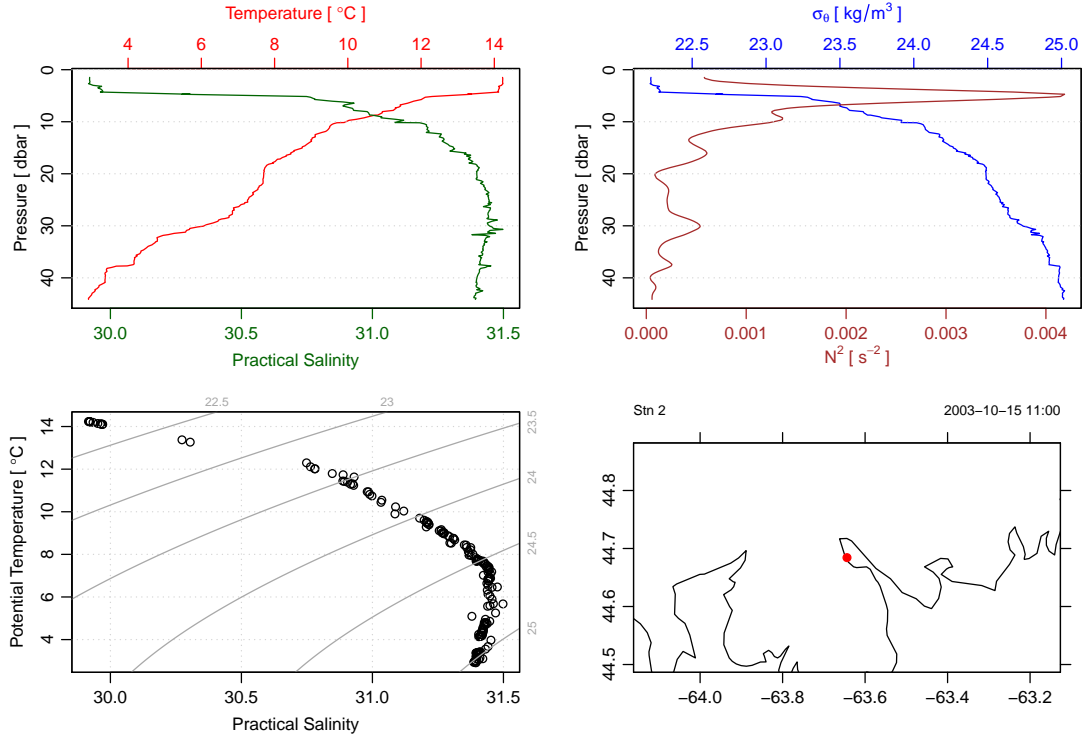 Temperature [ °C]
4 6 8 10 12 14
0
10
20
30
40
Pressure [ dbar ]
30.0 30.5 31.0 31.5
Practical Salinity
σθ [ kg/m³ ]
22.5 23.0 23.5 24.0 24.5 25.0
0
10
20
30
40
Pressure [ dbar ]
0.000 0.001 0.002 0.003 0.004
N² [ s⁻² ]
22.5 23
23.5
24
24.5
25
14
12
10
8
6
4
Potential Temperature [ °C ]
30.0 30.5 31.0 31.5
Practical Salinity
Stn 2 2003−10−15 11:00
44.8
44.7
44.6
44.5
−64.0 −63.8 −63.6 −63.4 −63.2